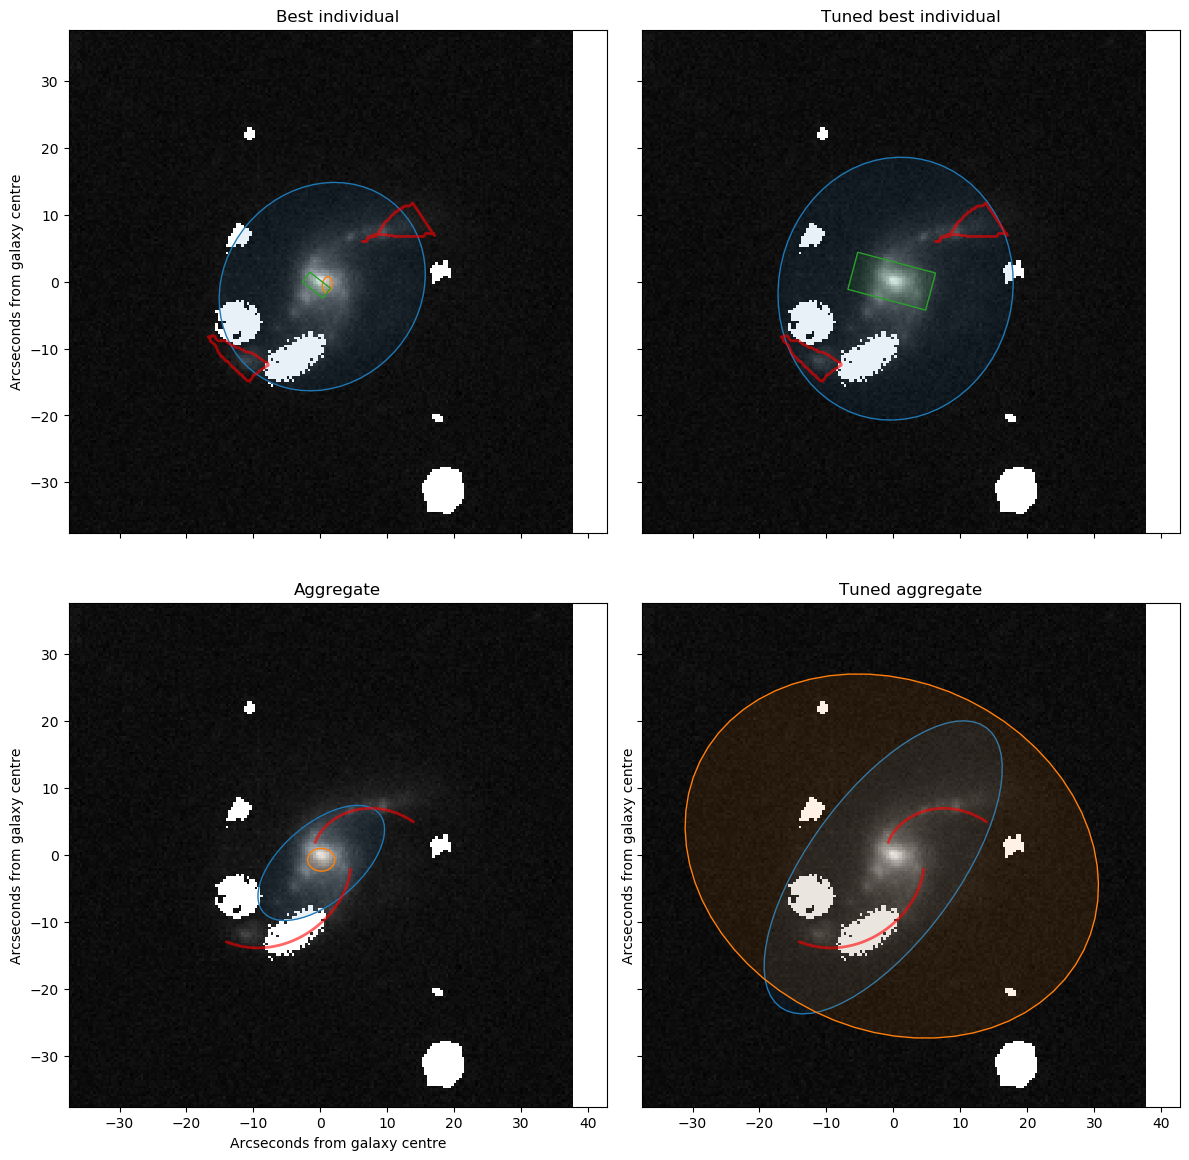 Best individual
Tuned best individual
Arcseconds from galaxy centre
30
20
10
0
−10
−20
−30
Aggregate
Tuned aggregate
Arcseconds from galaxy centre
30
20
10
0
−10
−20
−30
Arcseconds from galaxy centre
−30 −20 −10 0 10 20 30 40
−30 −20 −10 0 10 20 30 40
Arcseconds from galaxy centre